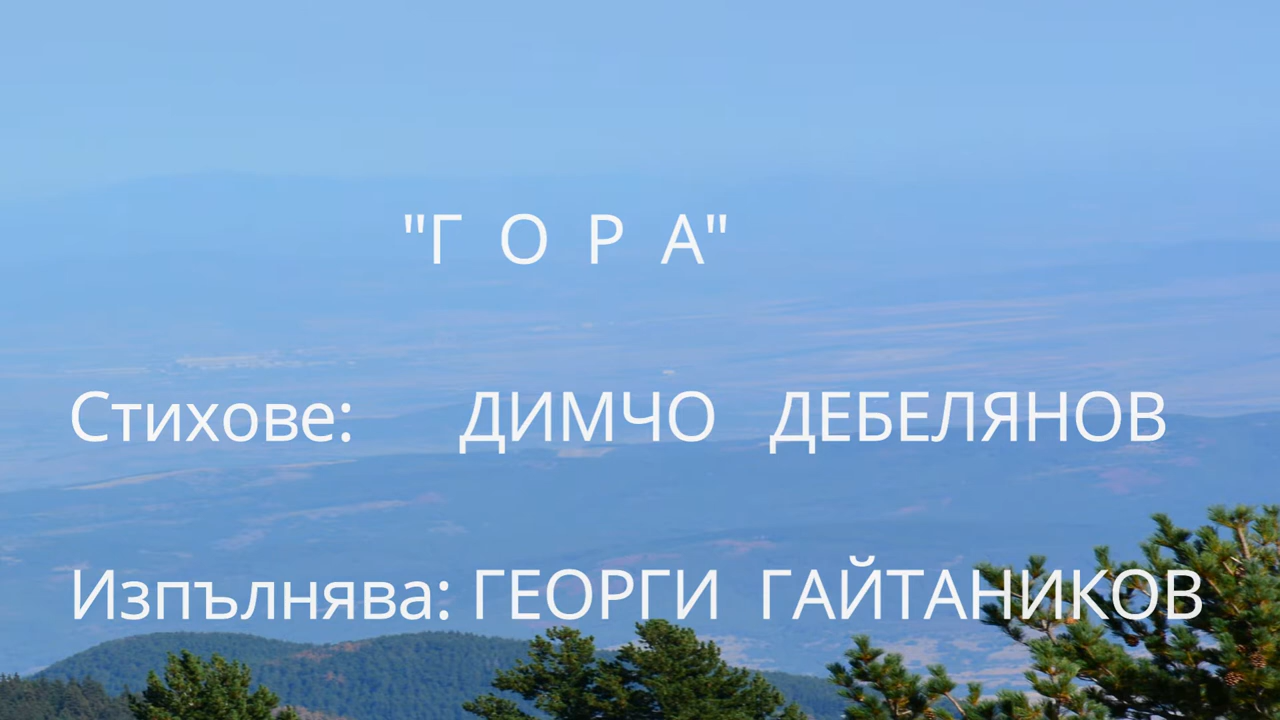 "Г О Р А"
Стихове: ДИМЧО ДЕБЕЛЯНОВ
Изпълнява: ГЕОРГИ ГАЙТАНИКОВ